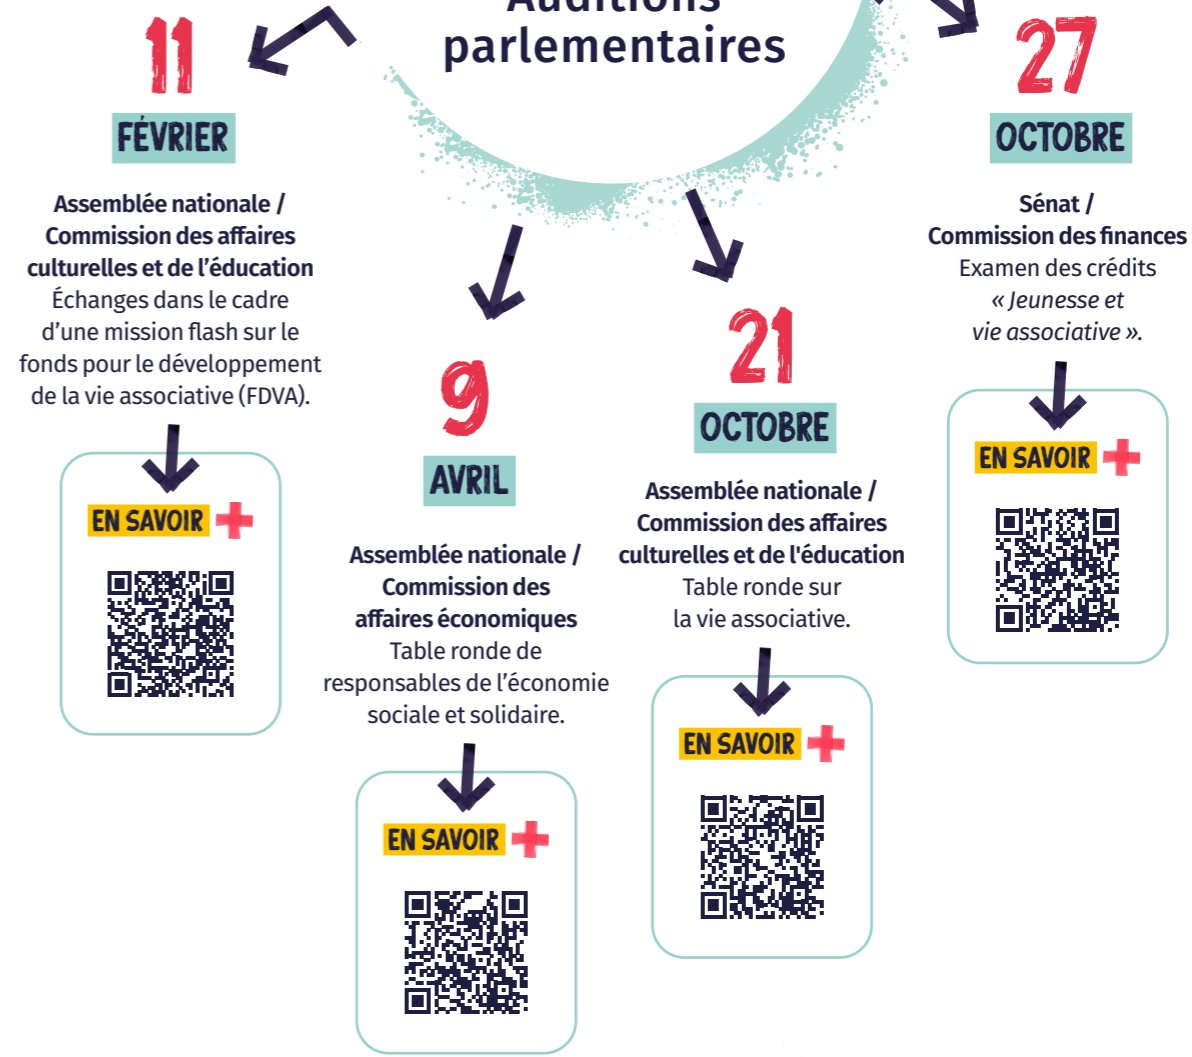 Auditions
parlementaires
11
FÉVRIER
Assemblée nationale /
Commission des affaires
culturelles et de l’éducation
Échanges dans le cadre
d’une mission flash sur le
fonds pour le développement
de la vie associative (FDVA).
EN SAVOIR +
9
AVRIL
Assemblée nationale /
Commission des
affaires économiques
Table ronde de
responsables de l’économie
sociale et solidaire.
EN SAVOIR +
21
OCTOBRE
Assemblée nationale /
Commission des affaires
culturelles et de l'éducation
Table ronde sur
la vie associative.
EN SAVOIR +
27
OCTOBRE
Sénat /
Commission des finances
Examen des crédits
« Jeunesse et
vie associative ».
EN SAVOIR +